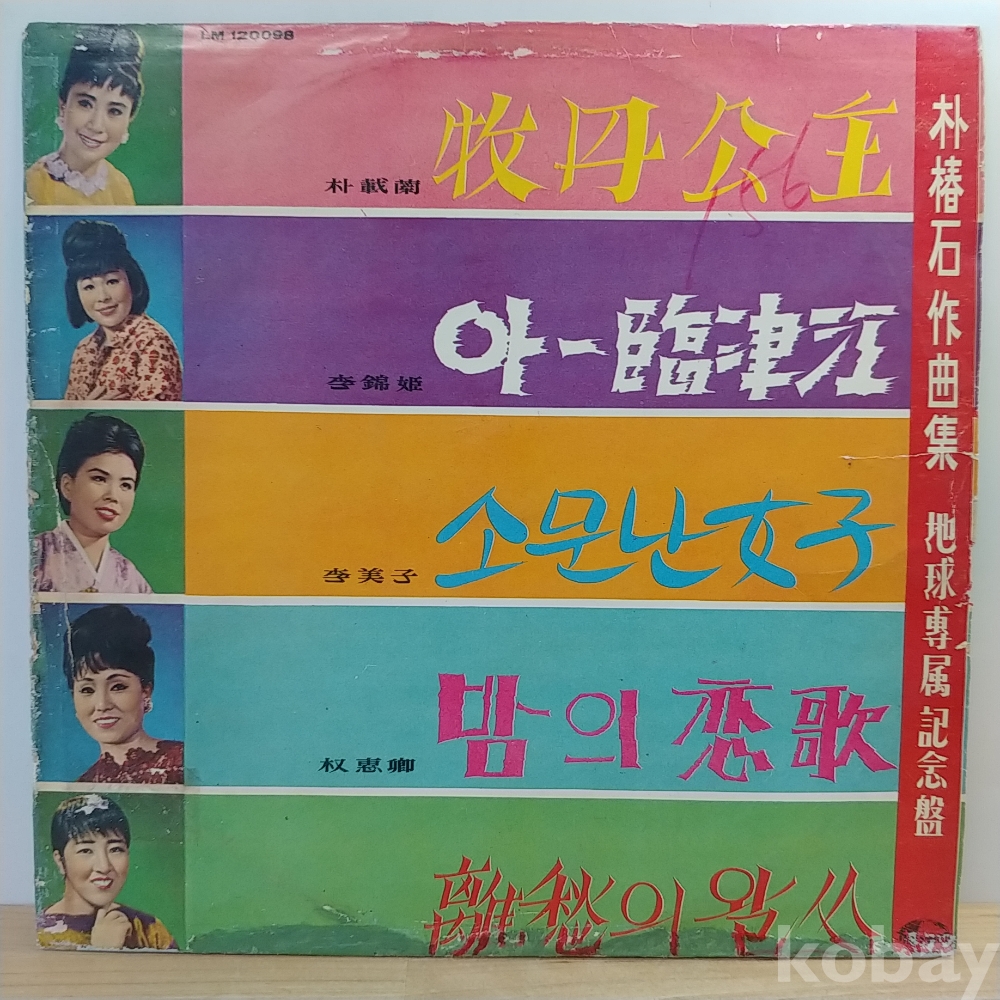 LM 120098
牧丹公主
朴載蘭
156
아-臨津江
李錦姬
소문난女子
李美子
밤의 恋歌
权惠卿
離愁의
朴椿石 作曲集 地球專属記念盤
kobay